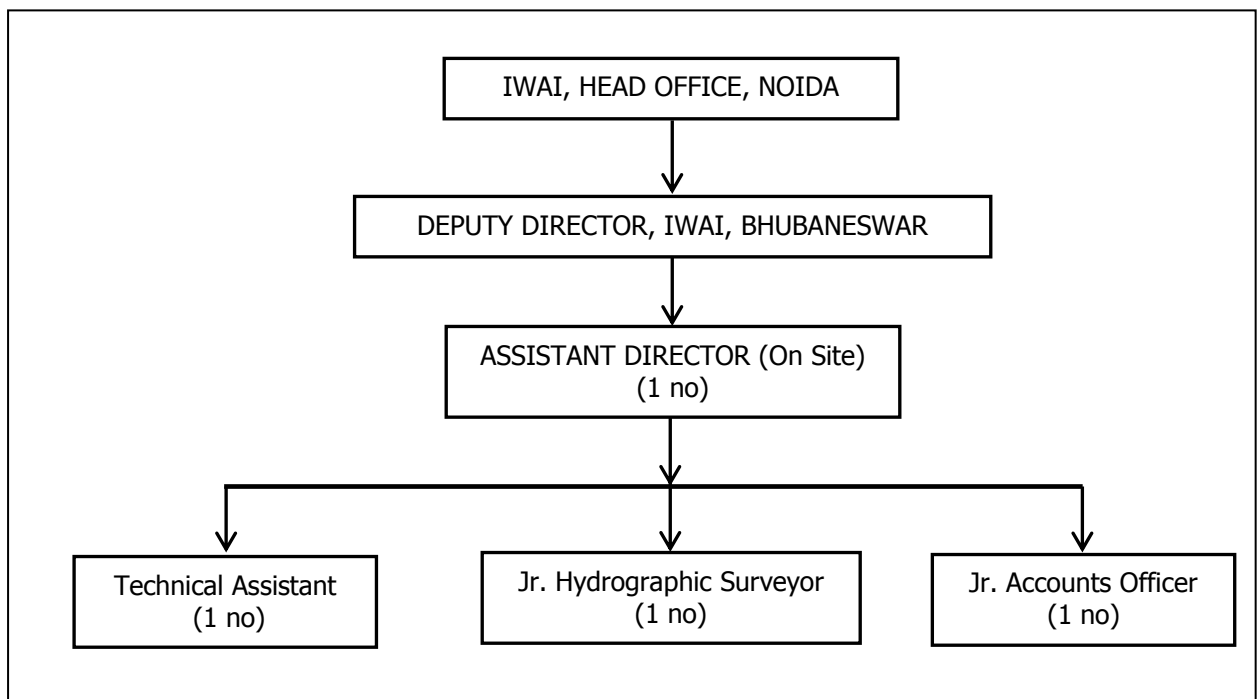 IWAI, HEAD OFFICE, NOIDA
DEPUTY DIRECTOR, IWAI, BHUBANESWAR
ASSISTANT DIRECTOR (On Site)
(1 no)
Technical Assistant
(1 no)
Jr. Hydrographic Surveyor
(1 no)
Jr. Accounts Officer
(1 no)